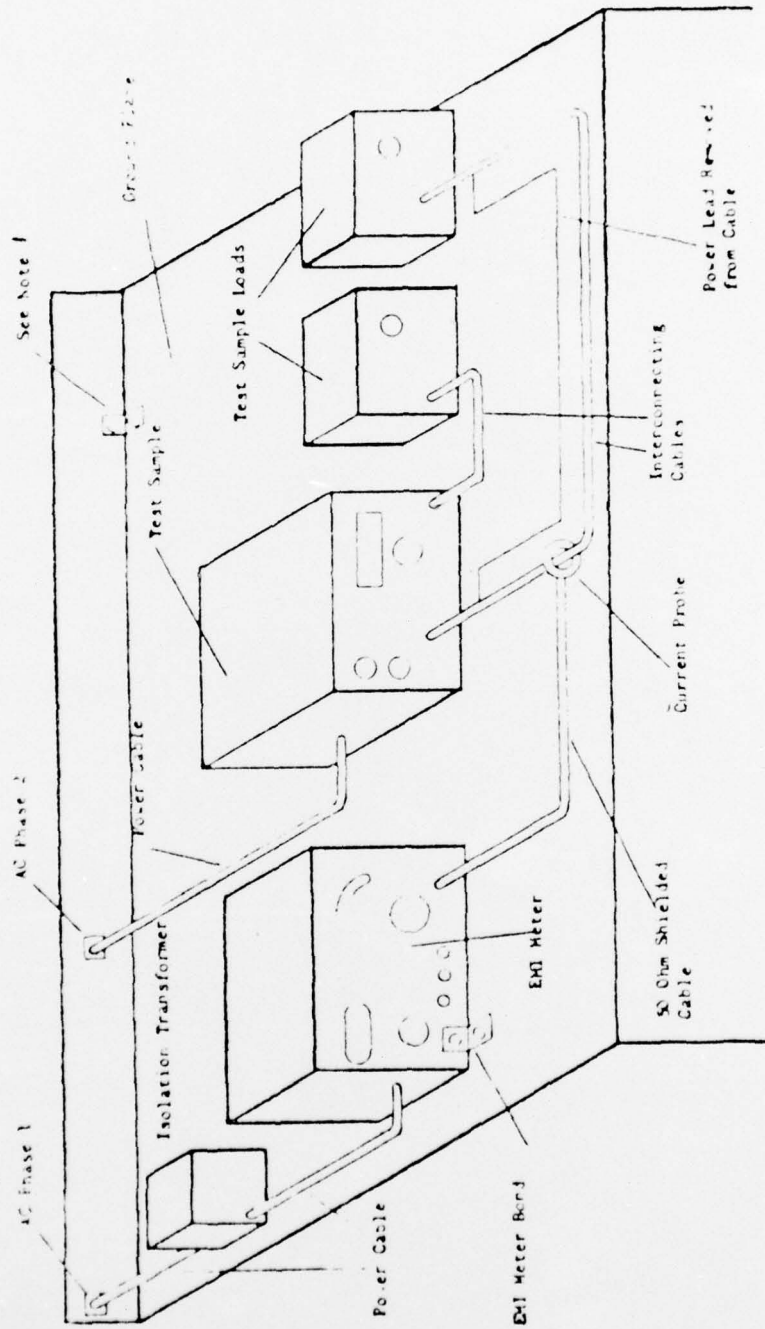 AC Phase 1
AC Phase 2
See Note 1
Isolation Transformer
Power Cable
Test Sample
Ground Plane
Test Sample Loads
Power Cable
EMI Meter Bond
EMI Meter
50 Ohm Shielded
Cable
Current Probe
Interconnecting
Cables
Power Lead Removed
from Cable